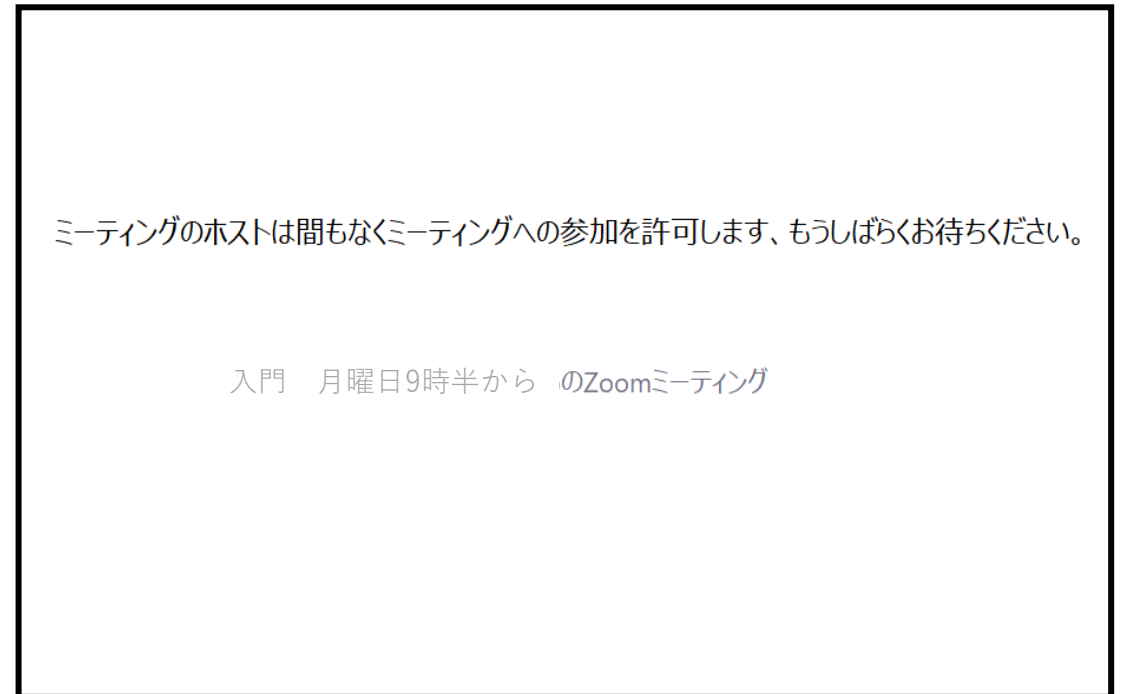 ミーティングのホストは間もなくミーティングへの参加を許可します、もうしばらくお待ちください。
入門　月曜日9時半から　のZoomミーティング